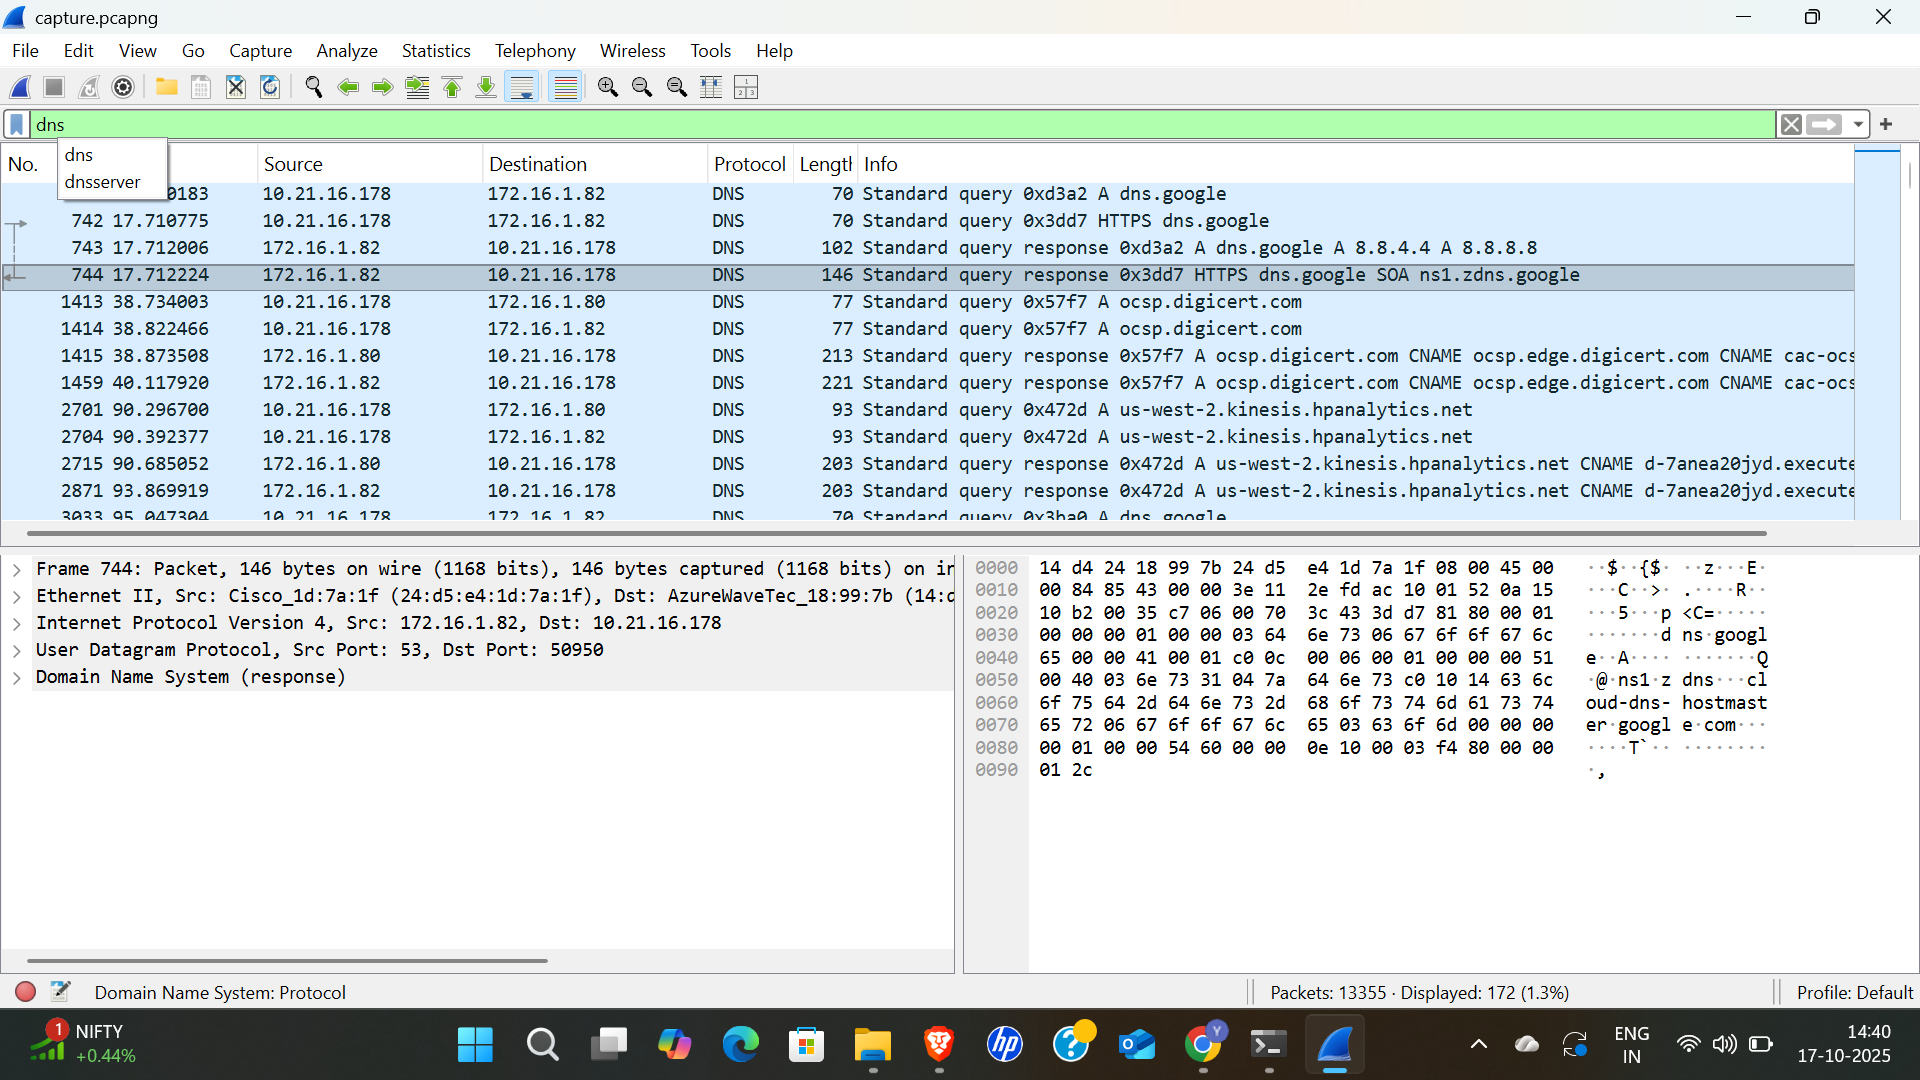 capture.pcapng
File Edit View Go Capture Analyze Statistics Telephony Wireless Tools Help
dns
dns
dnsserver
No. Source Destination Protocol Length Info
0183 10.21.16.178 172.16.1.82 DNS 70 Standard query 0xd3a2 A dns.google
742 17.710775 10.21.16.178 172.16.1.82 DNS 70 Standard query 0x3dd7 HTTPS dns.google
743 17.712006 172.16.1.82 10.21.16.178 DNS 102 Standard query response 0xd3a2 A dns.google A 8.8.4.4 A 8.8.8.8
744 17.712224 172.16.1.82 10.21.16.178 DNS 146 Standard query response 0x3dd7 HTTPS dns.google SOA ns1.zdns.google
1413 38.734003 10.21.16.178 172.16.1.80 DNS 77 Standard query 0x57f7 A ocsp.digicert.com
1414 38.822466 10.21.16.178 172.16.1.82 DNS 77 Standard query 0x57f7 A ocsp.digicert.com
1415 38.873508 172.16.1.80 10.21.16.178 DNS 213 Standard query response 0x57f7 A ocsp.digicert.com CNAME ocsp.edge.digicert.com CNAME cac-ocs
1459 40.117920 172.16.1.82 10.21.16.178 DNS 221 Standard query response 0x57f7 A ocsp.digicert.com CNAME ocsp.edge.digicert.com CNAME cac-ocs
2701 90.296700 10.21.16.178 172.16.1.80 DNS 93 Standard query 0x472d A us-west-2.kinesis.hpanalytics.net
2704 90.392377 10.21.16.178 172.16.1.82 DNS 93 Standard query 0x472d A us-west-2.kinesis.hpanalytics.net
2715 90.685052 172.16.1.80 10.21.16.178 DNS 203 Standard query response 0x472d A us-west-2.kinesis.hpanalytics.net CNAME d-7anea20jyd.execute
2871 93.869919 172.16.1.82 10.21.16.178 DNS 203 Standard query response 0x472d A us-west-2.kinesis.hpanalytics.net CNAME d-7anea20jyd.execute
3033 95.047304 10.21.16.178 172.16.1.82 DNS 70 Standard query 0x3ba0 A dns.google
Frame 744: Packet, 146 bytes on wire (1168 bits), 146 bytes captured (1168 bits) on ir
Ethernet II, Src: Cisco_1d:7a:1f (24:d5:e4:1d:7a:1f), Dst: AzureWaveTec_18:99:7b (14:d
Internet Protocol Version 4, Src: 172.16.1.82, Dst: 10.21.16.178
User Datagram Protocol, Src Port: 53, Dst Port: 50950
Domain Name System (response)
0000 14 d4 24 18 99 7b 24 d5 e4 1d 7a 1f 08 00 45 00 ··$··{$· ··z···E·
0010 00 84 85 43 00 00 3e 11 2e fd ac 10 01 52 0a 15 ···C··>· .····R··
0020 10 b2 00 35 c7 06 00 70 3c 43 3d d7 81 80 00 01 ···5···p <C=·····
0030 00 00 00 01 00 00 03 64 6e 73 06 67 6f 6f 67 6c ·······d ns·googl
0040 65 00 00 41 00 01 c0 0c 00 06 00 01 00 00 00 51 e··A···· ·······Q
0050 00 40 03 6e 73 31 04 7a 64 6e 73 c0 10 14 63 6c ·@·ns1·z dns···cl
0060 6f 75 64 2d 64 6e 73 2d 68 6f 73 74 6d 61 73 74 oud-dns- hostmast
0070 65 72 06 67 6f 6f 67 6c 65 03 63 6f 6d 00 00 00 er·googl e·com···
0080 00 01 00 00 54 60 00 00 0e 10 00 03 f4 80 00 00 ····T`·· ········
0090 01 2c ·,
Domain Name System: Protocol
Packets: 13355 · Displayed: 172 (1.3%)
Profile: Default
1
NIFTY
+0.44%
hp
Y
ENG
IN
14:40
17-10-2025